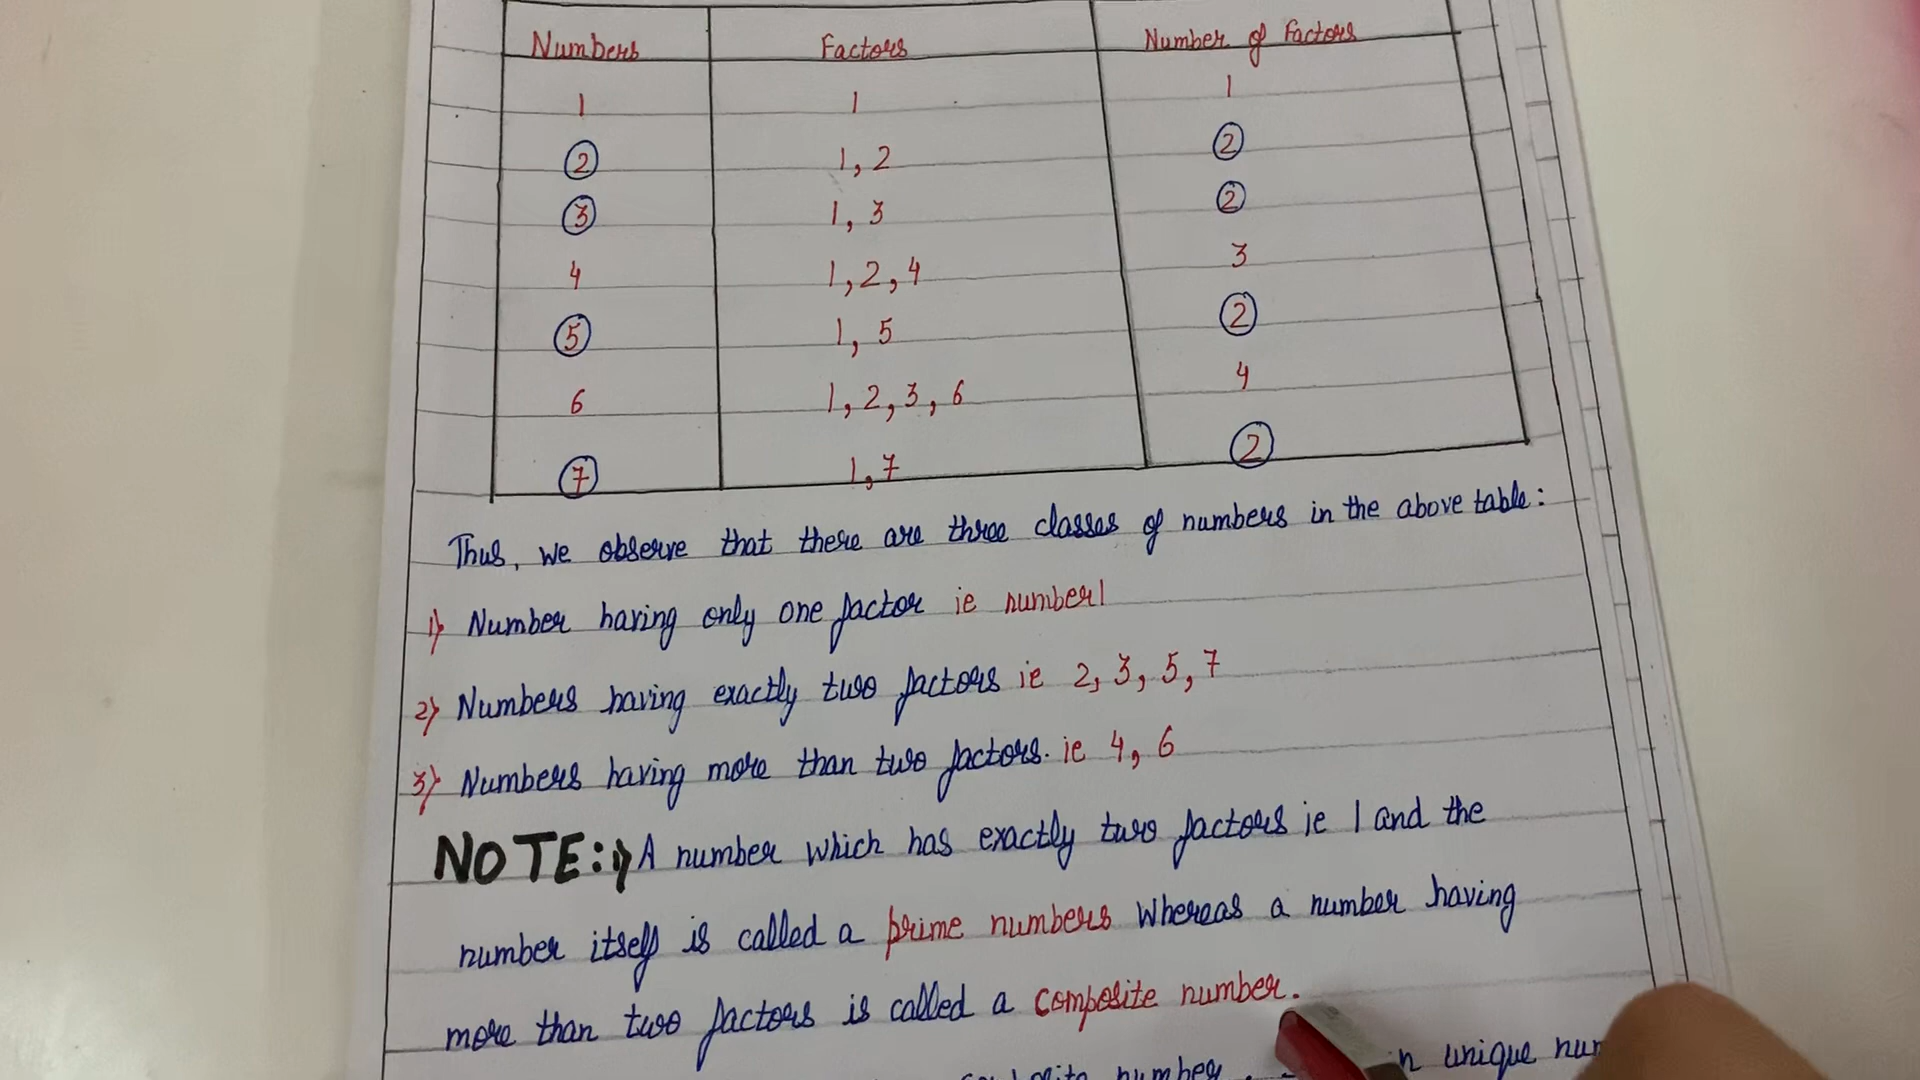 Numbers Factors Number of Factors
1 1 1
2 1, 2 2
3 1, 3 2
4 1, 2, 4 3
5 1, 5 2
6 1, 2, 3, 6 4
7 1, 7 2
Thus, we observe that there are three classes of numbers in the above table:
1) Number having only one factor ie number 1
2) Numbers having exactly two factors ie 2, 3, 5, 7
3) Numbers having more than two factors. ie 4, 6
NOTE: 1) A number which has exactly two factors ie 1 and the
number itself is called a prime numbers whereas a number having
more than two factors is called a composite number.
number. unique